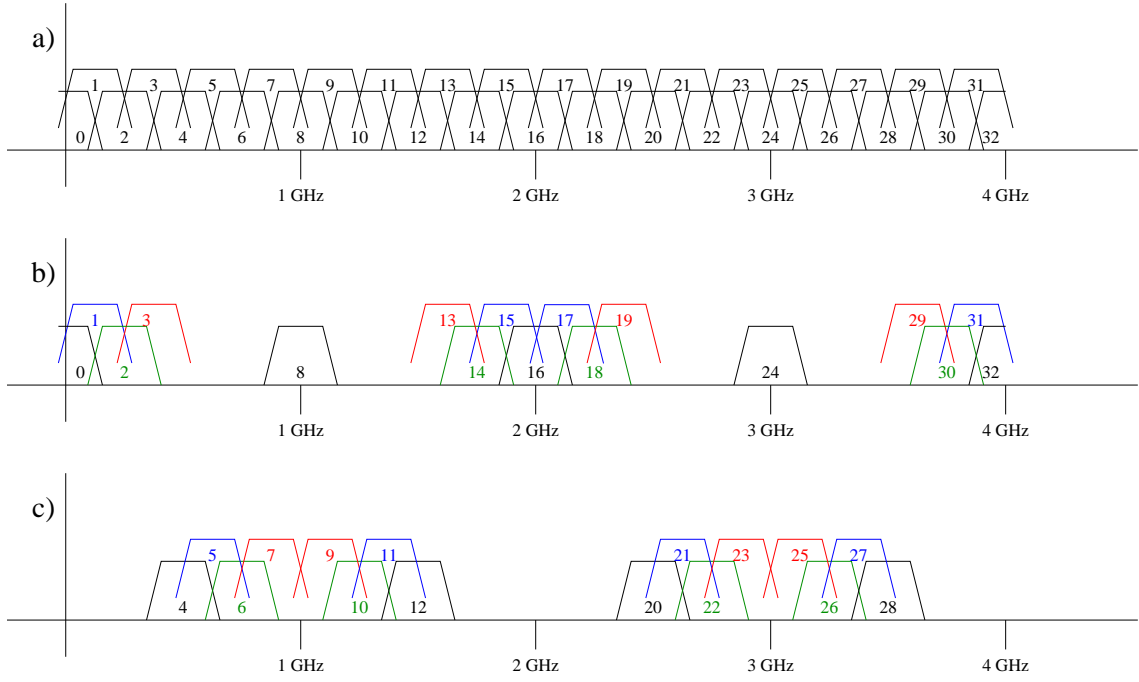 a)
1 3 5 7 9 11 13 15 17 19 21 23 25 27 29 31
0 2 4 6 8 10 12 14 16 18 20 22 24 26 28 30 32
1 GHz 2 GHz 3 GHz 4 GHz
b)
1 3 13 15 17 19 29 31
0 2 8 14 16 18 24 30 32
1 GHz 2 GHz 3 GHz 4 GHz
c)
5 7 9 11 21 23 25 27
4 6 10 12 20 22 26 28
1 GHz 2 GHz 3 GHz 4 GHz